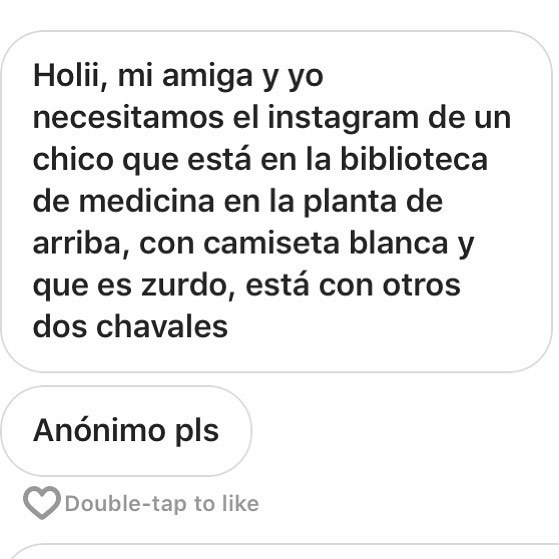 Holii, mi amiga y yo
necesitamos el instagram de un
chico que está en la biblioteca
de medicina en la planta de
arriba, con camiseta blanca y
que es zurdo, está con otros
dos chavales
Anónimo pls
Double-tap to like